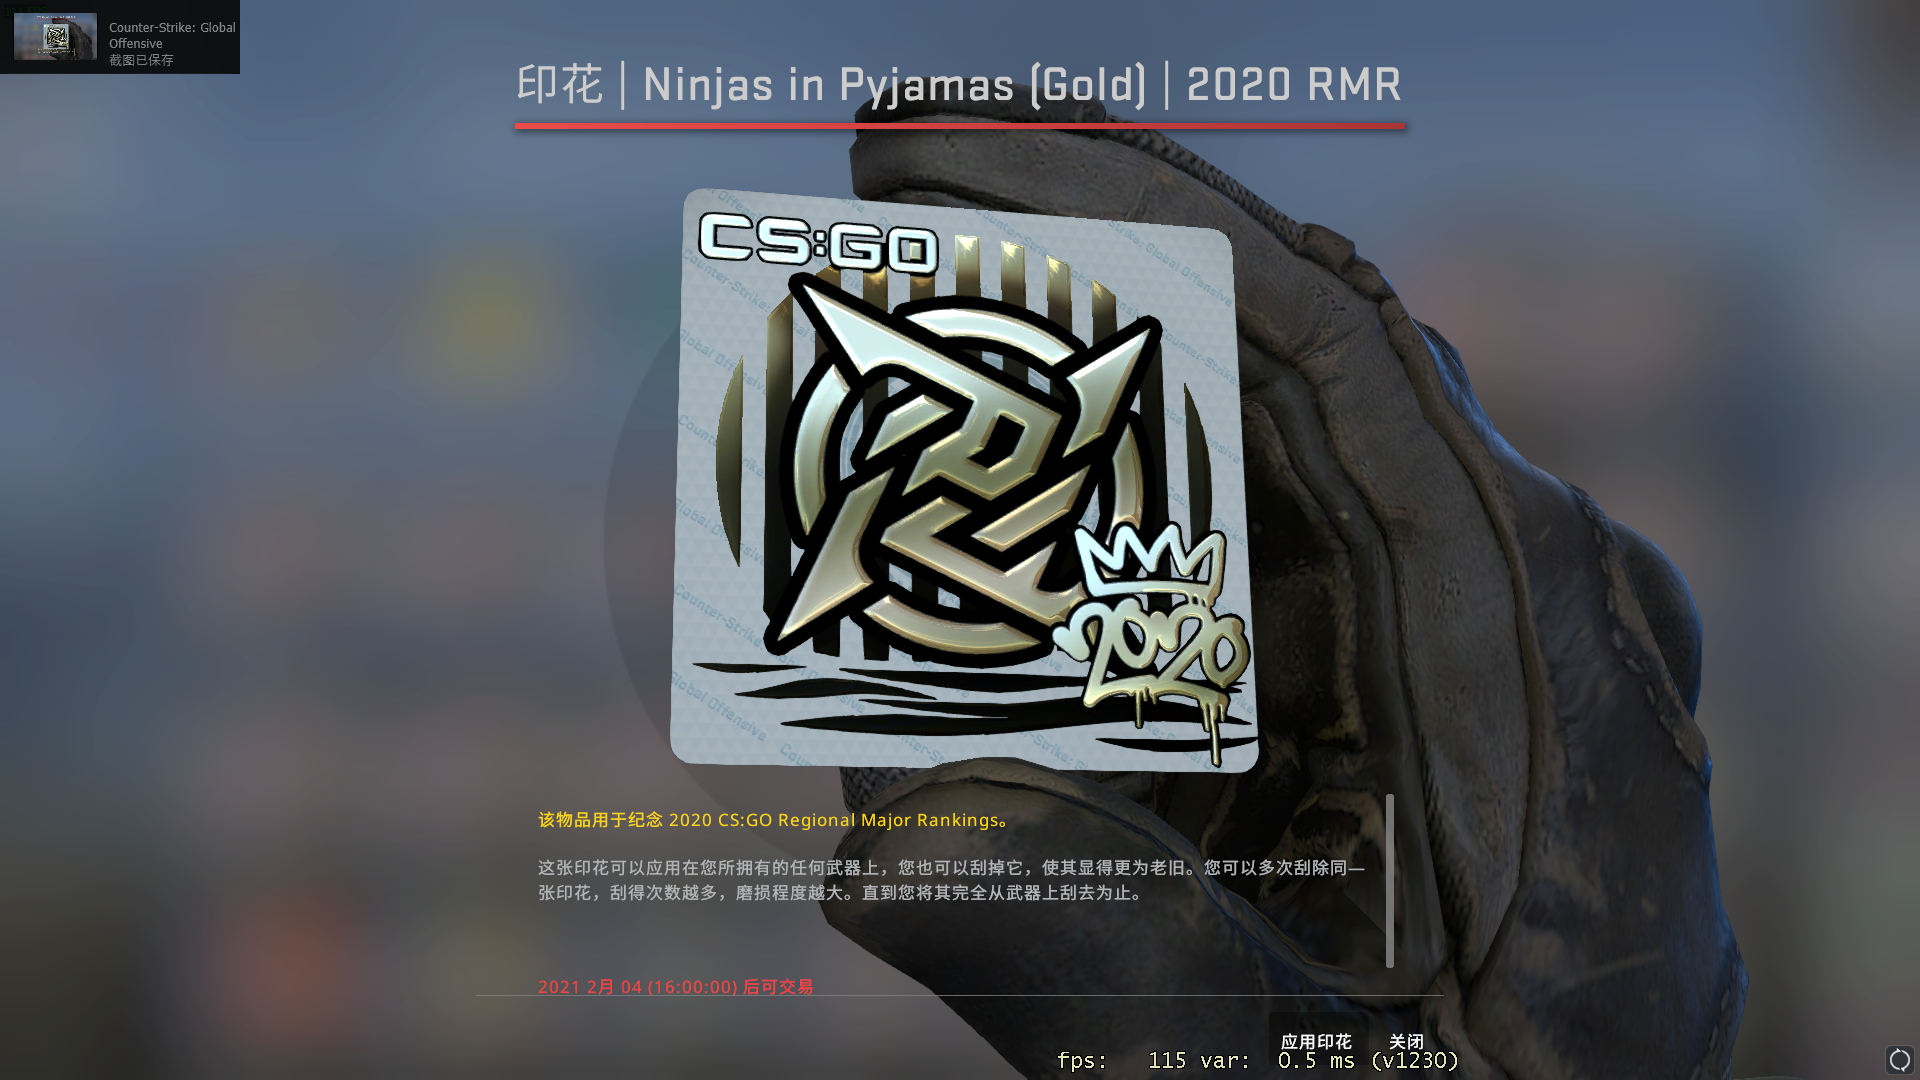 Counter-Strike: Global
Offensive
截图已保存
印花 | Ninjas in Pyjamas (Gold) | 2020 RMR
CS:GO
2020
该物品用于纪念 2020 CS:GO Regional Major Rankings。
这张印花可以应用在您所拥有的任何武器上，您也可以刮掉它，使其显得更为老旧。您可以多次刮除同一
张印花，刮得次数越多，磨损程度越大。直到您将其完全从武器上刮去为止。
2021 2月 04 (16:00:00) 后可交易
应用印花 关闭
fps: 115 var: 0.5 ms (v1230)